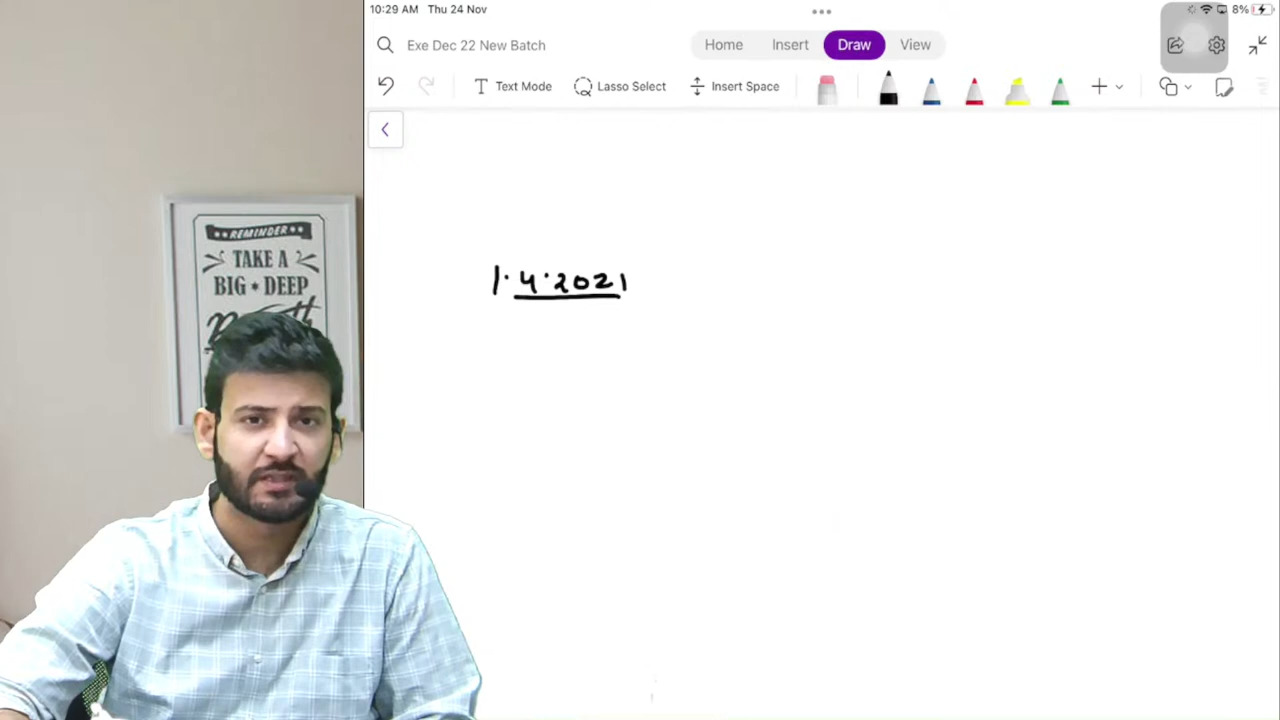 10:29 AM Thu 24 Nov
8%
Exe Dec 22 New Batch
Home Insert Draw View
Text Mode Lasso Select Insert Space
REMINDER
TAKE A
BIG DEEP
1.4.2021